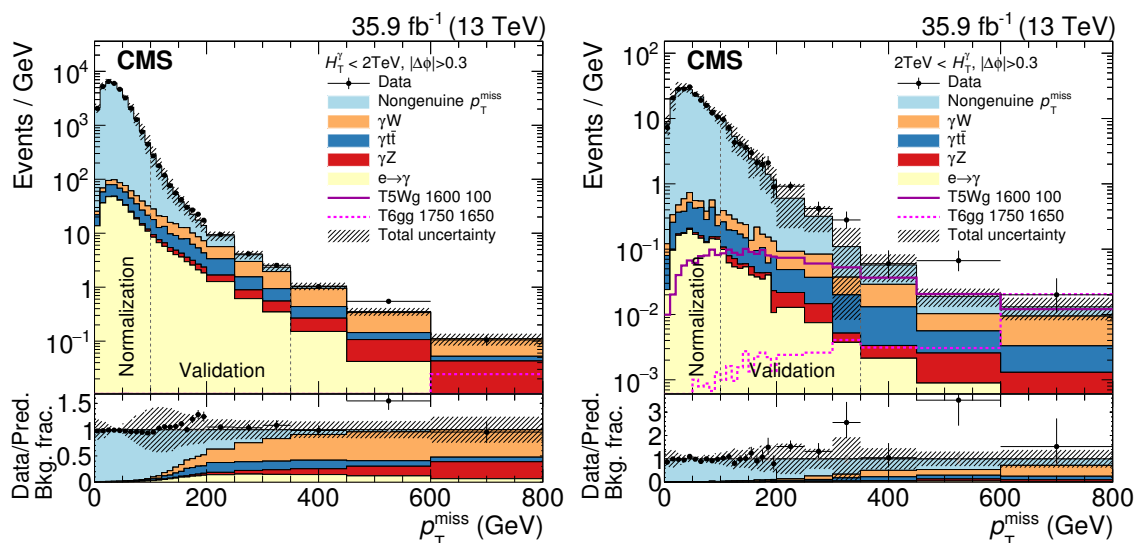 35.9 fb⁻¹ (13 TeV)
CMS
H_T^γ < 2TeV, |Δϕ|>0.3
Data
Nongenuine p_T^miss
γW
γtt̄
γZ
e→γ
T5Wg 1600 100
T6gg 1750 1650
Total uncertainty
Events / GeV
10⁴
10³
10²
10
1
10⁻¹
Normalization
Validation
Data/Pred.
Bkg. frac.
1.5
1
0.5
0
0 200 400 600 800
p_T^miss (GeV)
35.9 fb⁻¹ (13 TeV)
CMS
2TeV < H_T^γ, |Δϕ|>0.3
Data
Nongenuine p_T^miss
γW
γtt̄
γZ
e→γ
T5Wg 1600 100
T6gg 1750 1650
Total uncertainty
Events / GeV
10²
10
1
10⁻¹
10⁻²
10⁻³
Normalization
Validation
Data/Pred.
Bkg. frac.
3
2
1
0
0 200 400 600 800
p_T^miss (GeV)